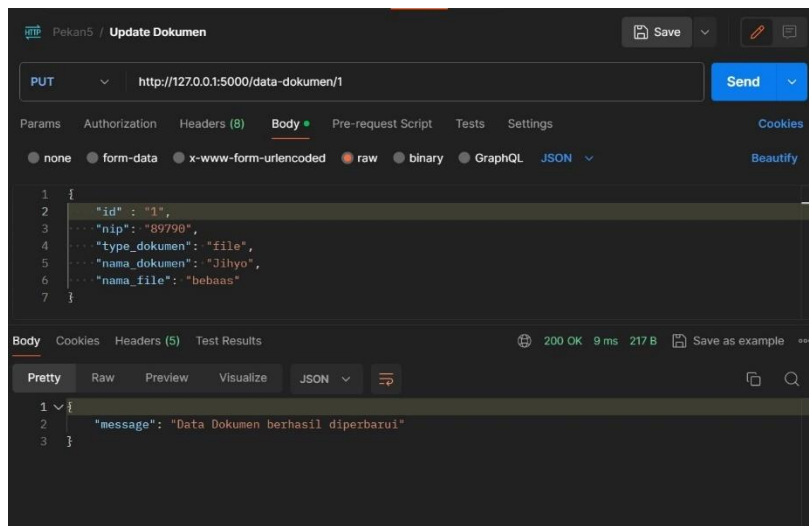 HTTP Pekan5 / Update Dokumen Save
PUT http://127.0.0.1:5000/data-dokumen/1 Send
Params Authorization Headers (8) Body Pre-request Script Tests Settings Cookies
none form-data x-www-form-urlencoded raw binary GraphQL JSON Beautify
1 {
2 "id" : "1",
3 "nip": "89790",
4 "type_dokumen": "file",
5 "nama_dokumen": "Jihyo",
6 "nama_file": "bebaas"
7 }
Body Cookies Headers (5) Test Results 200 OK 9 ms 217 B Save as example
Pretty Raw Preview Visualize JSON
1 {
2 "message": "Data Dokumen berhasil diperbarui"
3 }